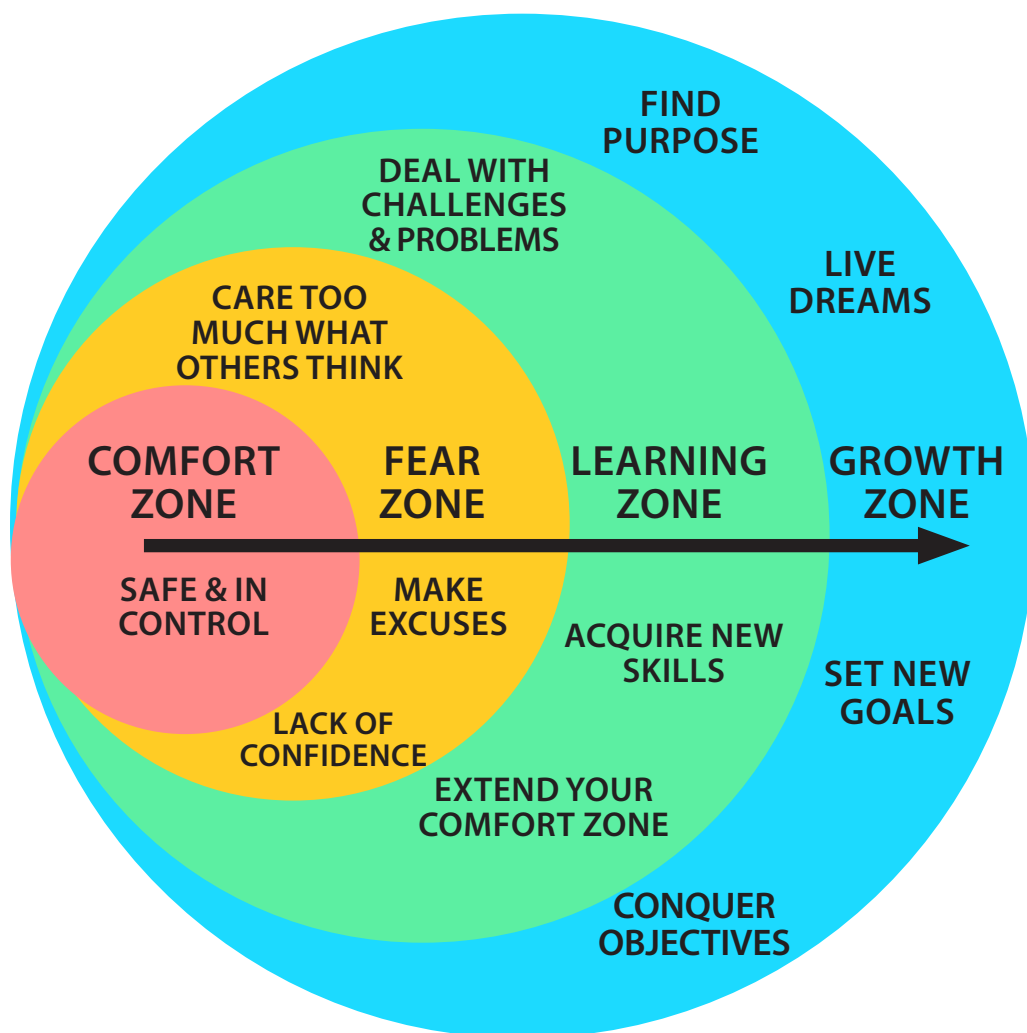 FIND
PURPOSE
DEAL WITH
CHALLENGES
& PROBLEMS
LIVE
DREAMS
CARE TOO
MUCH WHAT
OTHERS THINK
COMFORT
ZONE
FEAR
ZONE
LEARNING
ZONE
GROWTH
ZONE
SAFE & IN
CONTROL
MAKE
EXCUSES
ACQUIRE NEW
SKILLS
SET NEW
GOALS
LACK OF
CONFIDENCE
EXTEND YOUR
COMFORT ZONE
CONQUER
OBJECTIVES